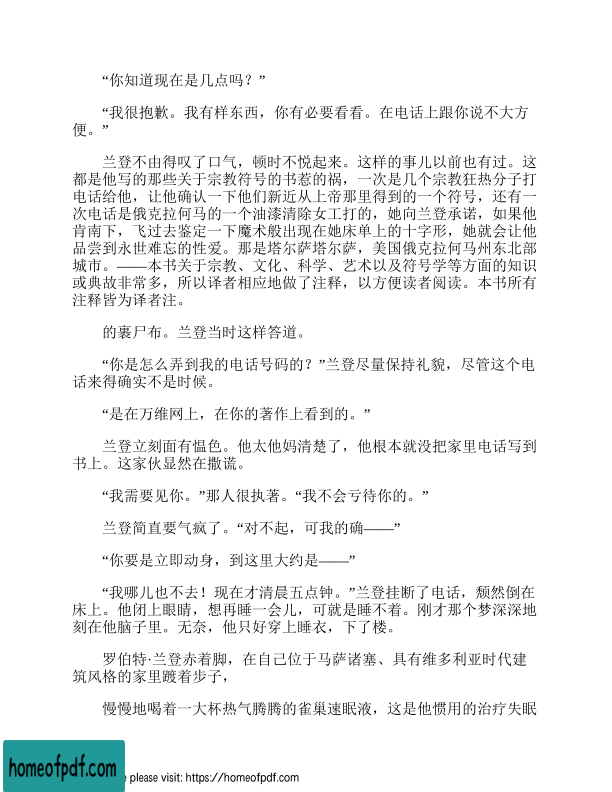 “你知道现在是几点吗？”
“我很抱歉。我有样东西，你有必要看看。在电话上跟你说不大方
便。”
兰登不由得叹了口气，顿时不悦起来。这样的事儿以前也有过。这
都是他写的那些关于宗教符号的书惹的祸，一次是几个宗教狂热分子打
电话给他，让他确认一下他们新近从上帝那里得到的一个符号，还有一
次电话是俄克拉何马的一个油漆清除女工打的，她向兰登承诺，如果他
肯南下，飞过去鉴定一下魔术般出现在她床单上的十字形，她就会让他
品尝到永世难忘的性爱。那是塔尔萨塔尔萨，美国俄克拉何马州东北部
城市。——本书关于宗教、文化、科学、艺术以及符号学等方面的知识
或典故非常多，所以译者相应地做了注释，以方便读者阅读。本书所有
注释皆为译者注。
的裹尸布。兰登当时这样答道。
“你是怎么弄到我的电话号码的？”兰登尽量保持礼貌，尽管这个电
话来得确实不是时候。
“是在万维网上，在你的著作上看到的。”
兰登立刻面有愠色。他太他妈清楚了，他根本就没把家里电话写到
书上。这家伙显然在撒谎。
“我需要见你。”那人很执著。“我不会亏待你的。”
兰登简直要气疯了。“对不起，可我的确——”
“你要是立即动身，到这里大约是——”
“我哪儿也不去！现在才清晨五点钟。”兰登挂断了电话，颓然倒在
床上。他闭上眼睛，想再睡一会儿，可就是睡不着。刚才那个梦深深地
刻在他脑子里。无奈，他只好穿上睡衣，下了楼。
罗伯特·兰登赤着脚，在自己位于马萨诸塞、具有维多利亚时代建
筑风格的家里踱着步子，
慢慢地喝着一大杯热气腾腾的雀巢速眠液，这是他惯用的治疗失眠
homeofpdf.com
please visit: https://homeofpdf.com